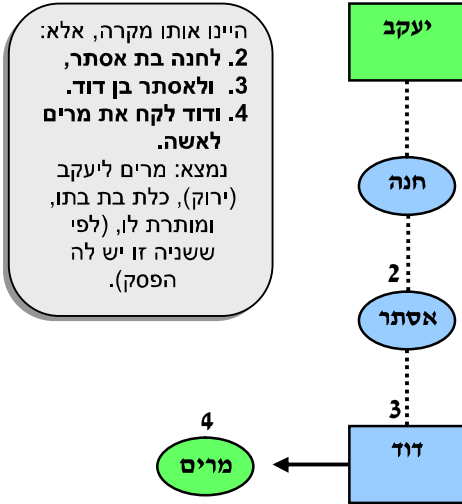 היינו אותו מקרה, אלא:
2. לחנה בת אסתר,
3. ולאסתר בן דוד.
4. ודוד לקח את מרים
לאשה.
נמצא: מרים ליעקב
(ירוק), כלת בת בתו,
ומותרת לו, (לפי
ששניה זו יש לה
הפסק).
יעקב
חנה
2
אסתר
3
דוד
4
מרים